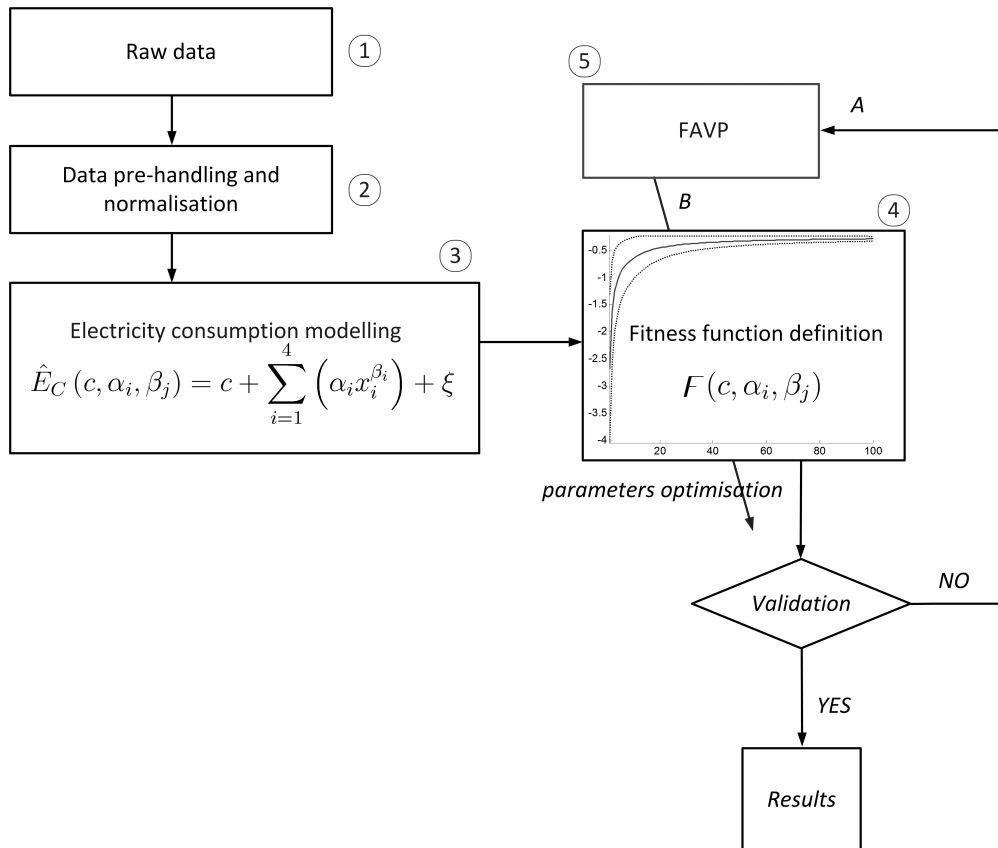 Raw data
1
Data pre-handling and
normalisation
2
3
Electricity consumption modelling
Ê_C (c, α_i, β_j) = c + ∑_{i=1}^{4} (α_i x_i^{β_i}) + ξ
5
FAVP
A
B
4
-0.5
-1
-1.5
-2
-2.5
-3
-3.5
-4
20 40 60 80 100
Fitness function definition
F (c, α_i, β_j)
parameters optimisation
Validation
NO
YES
Results